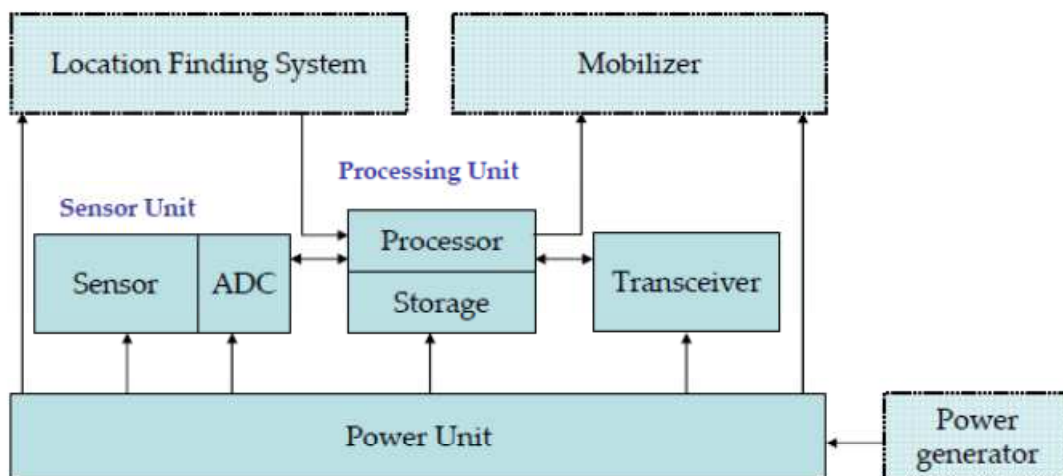 Location Finding System
Mobilizer
Processing Unit
Sensor Unit
Processor
Sensor
ADC
Storage
Transceiver
Power Unit
Power
generator